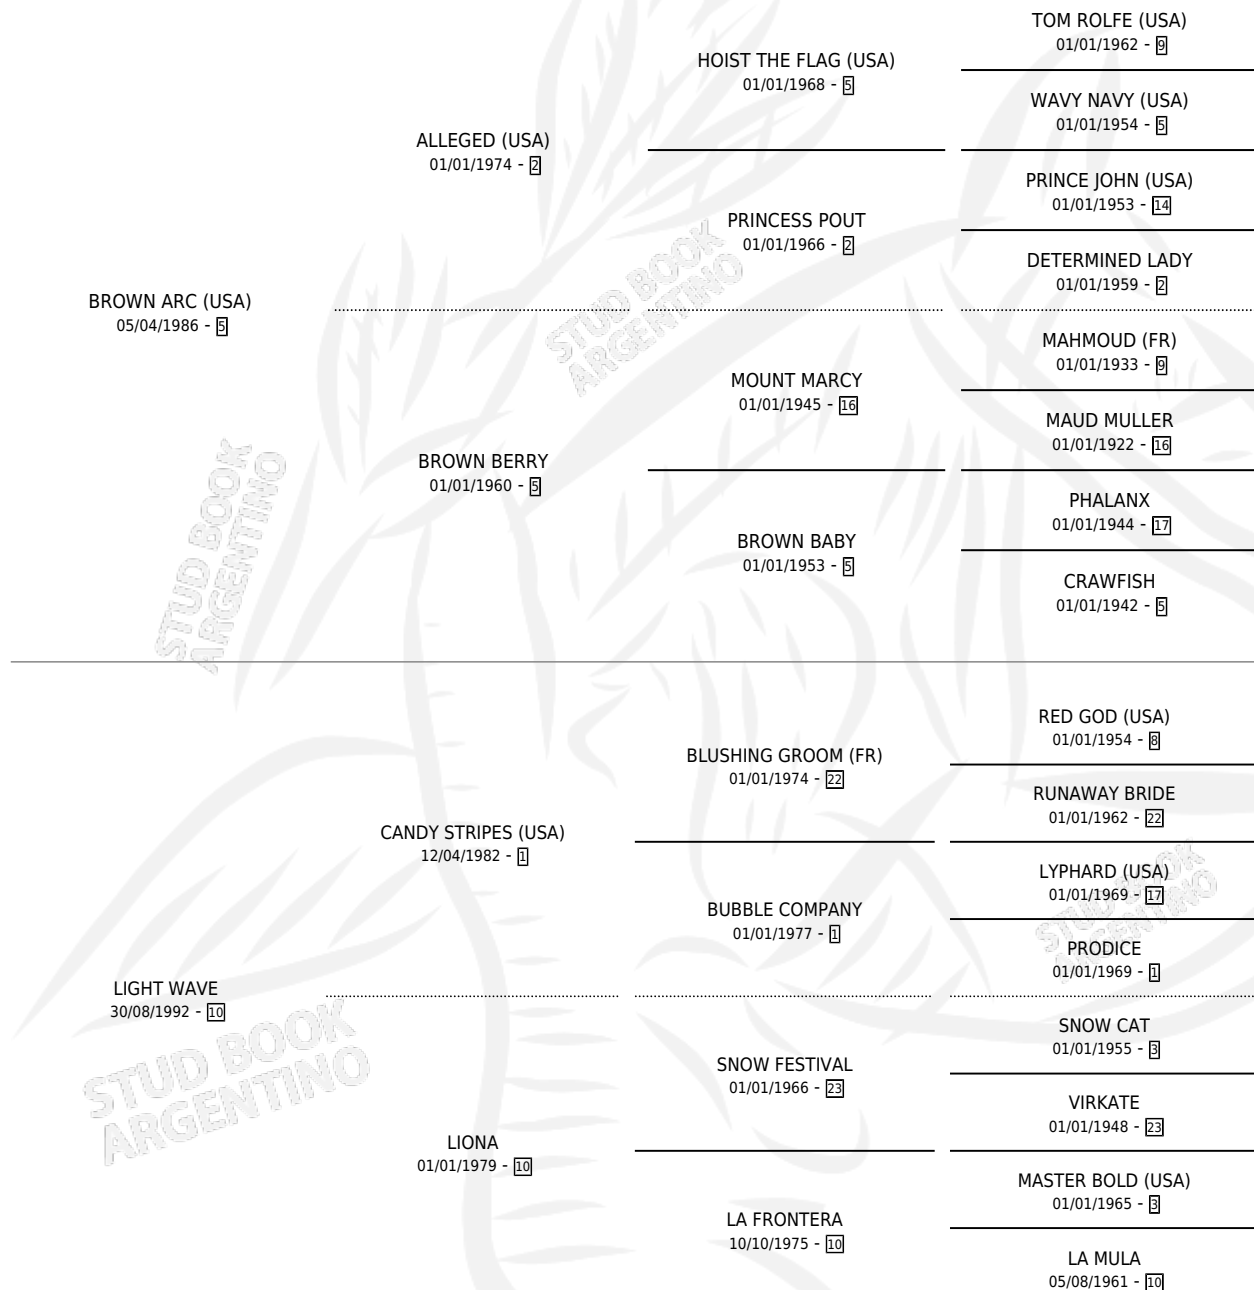 TOM ROLFE (USA)
01/01/1962 - 9
HOIST THE FLAG (USA)
01/01/1968 - 5
WAVY NAVY (USA)
01/01/1954 - 5
ALLEGED (USA)
01/01/1974 - 2
PRINCE JOHN (USA)
01/01/1953 - 14
PRINCESS POUT
01/01/1966 - 2
DETERMINED LADY
01/01/1959 - 2
BROWN ARC (USA)
05/04/1986 - 5
STUD BOOK
ARGENTINO
MAHMOUD (FR)
01/01/1933 - 9
MOUNT MARCY
01/01/1945 - 16
MAUD MULLER
01/01/1922 - 16
BROWN BERRY
01/01/1960 - 5
PHALANX
01/01/1944 - 17
BROWN BABY
01/01/1953 - 5
CRAWFISH
01/01/1942 - 5
STUD BOOK
ARGENTINO
RED GOD (USA)
01/01/1954 - 8
BLUSHING GROOM (FR)
01/01/1974 - 22
RUNAWAY BRIDE
01/01/1962 - 22
CANDY STRIPES (USA)
12/04/1982 - 1
LYPHARD (USA)
01/01/1969 - 17
BUBBLE COMPANY
01/01/1977 - 1
STUD BOOK
ARGENTINO
PRODICE
01/01/1969 - 1
LIGHT WAVE
30/08/1992 - 10
STUD BOOK
ARGENTINO
SNOW CAT
01/01/1955 - 3
SNOW FESTIVAL
01/01/1966 - 23
VIRKATE
01/01/1948 - 23
LIONA
01/01/1979 - 10
MASTER BOLD (USA)
01/01/1965 - 3
LA FRONTERA
10/10/1975 - 10
LA MULA
05/08/1961 - 10